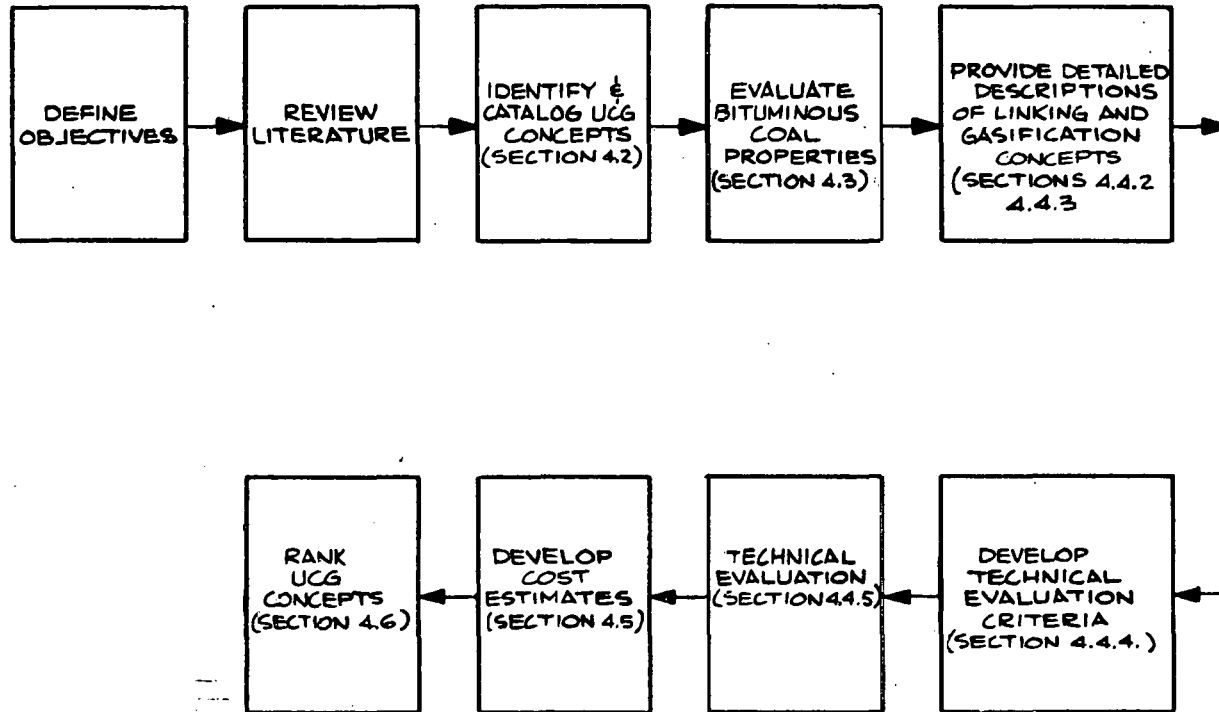 DEFINE
OBJECTIVES
REVIEW
LITERATURE
IDENTIFY &
CATALOG UCG
CONCEPTS
(SECTION 4.2)
EVALUATE
BITUMINOUS
COAL
PROPERTIES
(SECTION 4.3)
PROVIDE DETAILED
DESCRIPTIONS
OF LINKING AND
GASIFICATION
CONCEPTS
(SECTIONS 4.4.2
4.4.3
RANK
UCG
CONCEPTS
(SECTION 4.6)
DEVELOP
COST
ESTIMATES
(SECTION 4.5)
TECHNICAL
EVALUATION
(SECTION 4.4.5)
DEVELOP
TECHNICAL
EVALUATION
CRITERIA
(SECTION 4.4.4.)